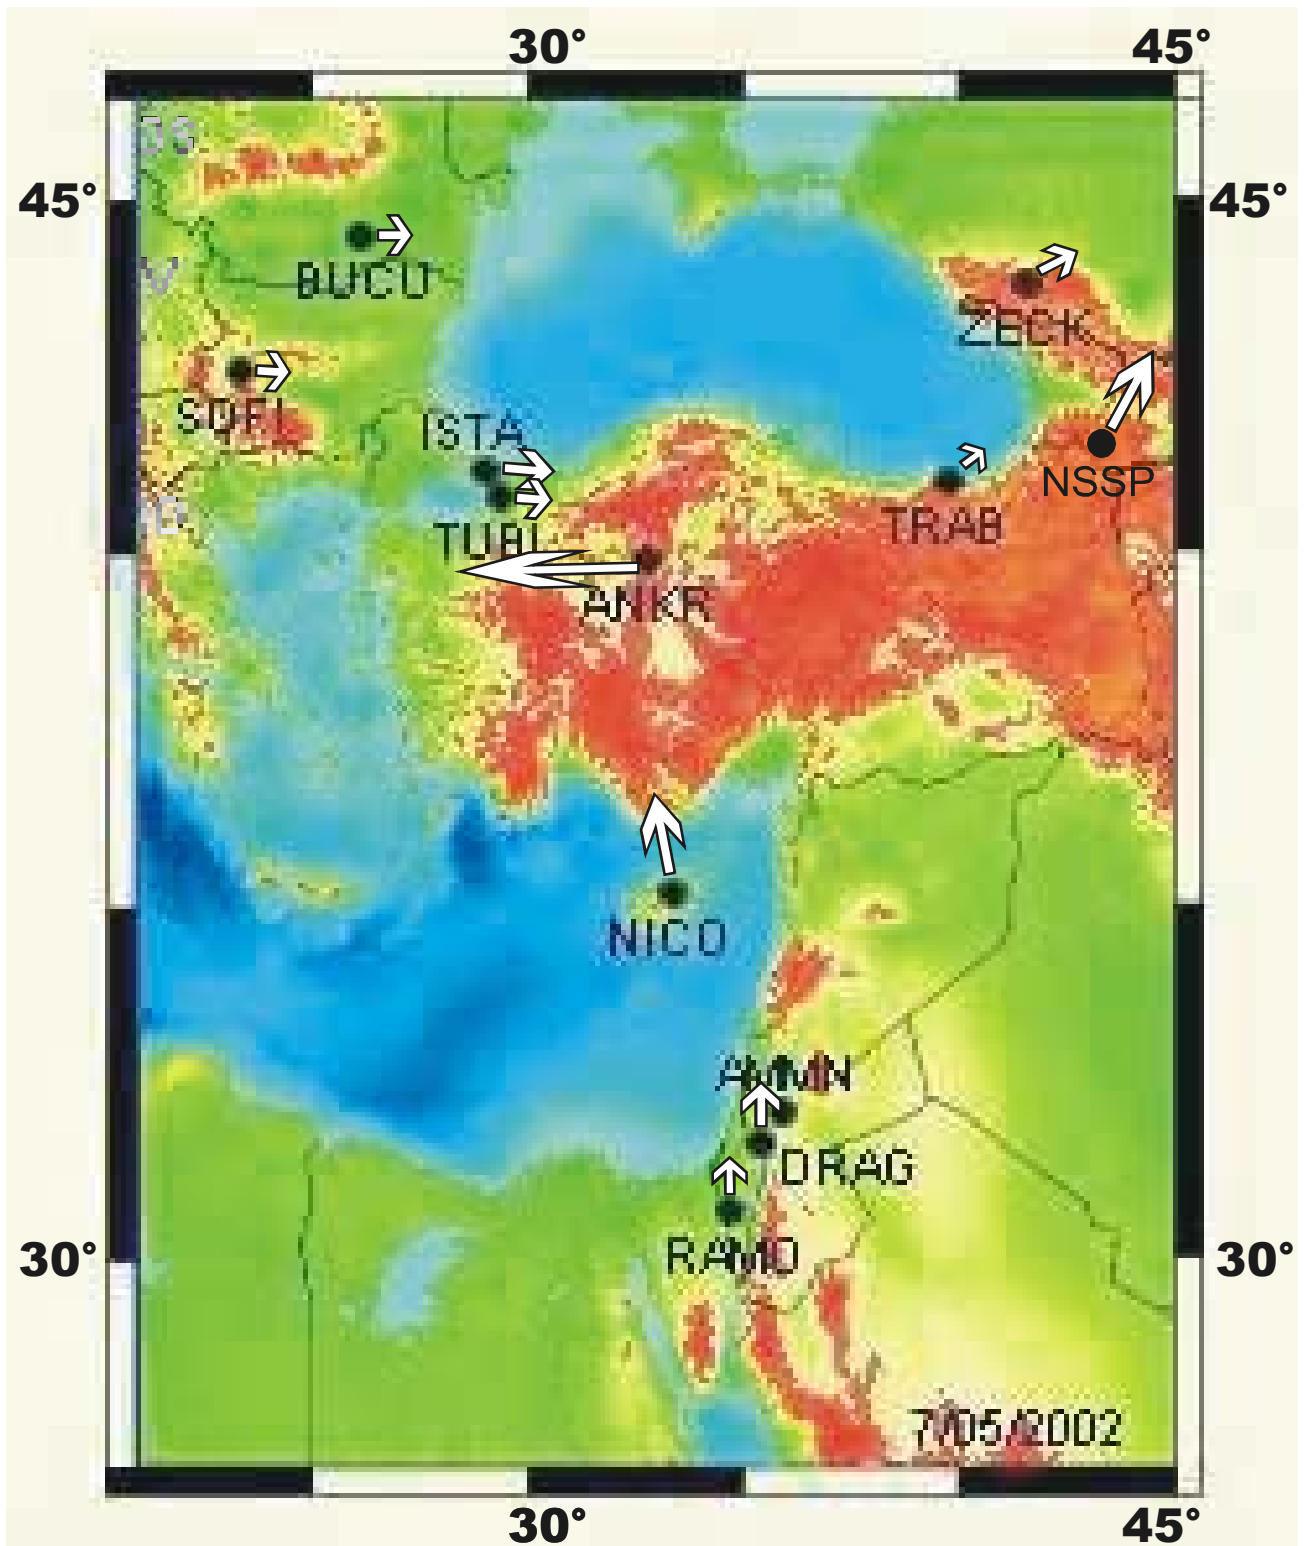 30° 45°
45° 45°
BUCU
ZECK
SOFI
ISTA
NSSP
TRAB
TUBI
ANKR
NICO
AMMN
DRAG
30° 30°
RAMO
7/05/2002
30° 45°